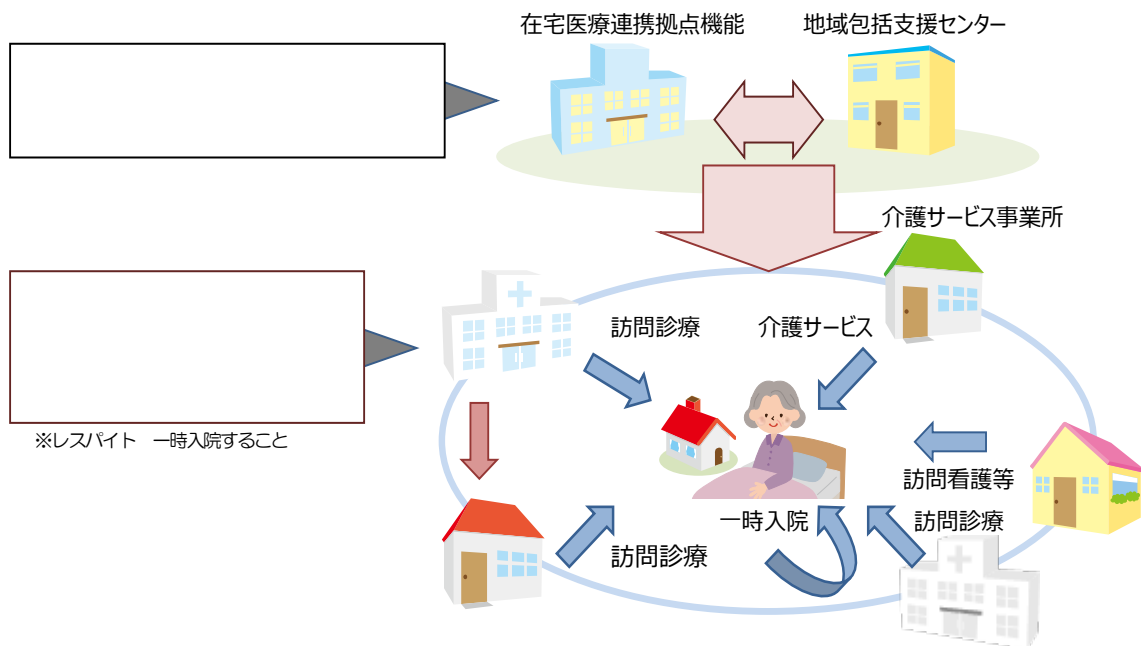 在宅医療連携拠点機能
地域包括支援センター
介護サービス事業所
訪問診療
介護サービス
※レスパイト　一時入院すること
訪問看護等
一時入院
訪問診療
訪問診療